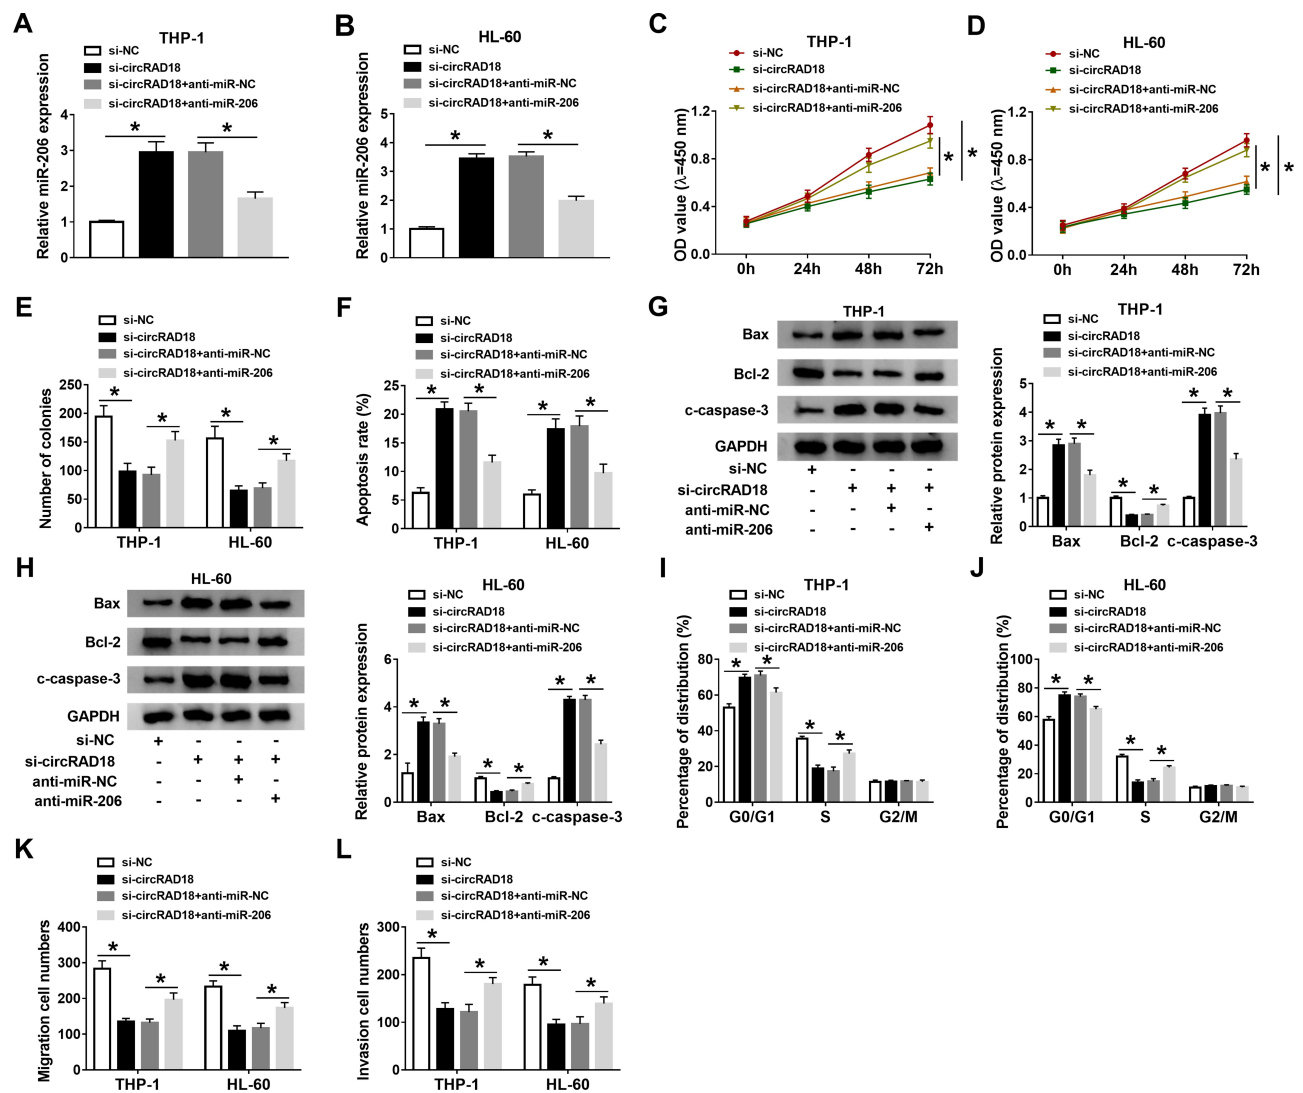 A
THP-1
si-NC
si-circRAD18
si-circRAD18+anti-miR-NC
si-circRAD18+anti-miR-206
Relative miR-206 expression
4
3
2
1
0
* *
B
HL-60
si-NC
si-circRAD18
si-circRAD18+anti-miR-NC
si-circRAD18+anti-miR-206
Relative miR-206 expression
5
4
3
2
1
0
* *
C
THP-1
si-NC
si-circRAD18
si-circRAD18+anti-miR-NC
si-circRAD18+anti-miR-206
OD value (λ=450 nm)
1.2
0.8
0.4
0.0
0h 24h 48h 72h
* *
D
HL-60
si-NC
si-circRAD18
si-circRAD18+anti-miR-NC
si-circRAD18+anti-miR-206
OD value (λ=450 nm)
1.2
0.8
0.4
0.0
0h 24h 48h 72h
* *
E
si-NC
si-circRAD18
si-circRAD18+anti-miR-NC
si-circRAD18+anti-miR-206
Number of colonies
250
200
150
100
50
0
* * * *
THP-1 HL-60
F
si-NC
si-circRAD18
si-circRAD18+anti-miR-NC
si-circRAD18+anti-miR-206
Apoptosis rate (%)
25
20
15
10
5
0
* * * *
THP-1 HL-60
G
THP-1
Bax
Bcl-2
c-caspase-3
GAPDH
si-NC + - - -
si-circRAD18 - + + +
anti-miR-NC - - + -
anti-miR-206 - - - +
THP-1
si-NC
si-circRAD18
si-circRAD18+anti-miR-NC
si-circRAD18+anti-miR-206
Relative protein expression
5
4
3
2
1
0
* * * * * *
Bax Bcl-2 c-caspase-3
H
HL-60
Bax
Bcl-2
c-caspase-3
GAPDH
si-NC + - - -
si-circRAD18 - + + +
anti-miR-NC - - + -
anti-miR-206 - - - +
HL-60
si-NC
si-circRAD18
si-circRAD18+anti-miR-NC
si-circRAD18+anti-miR-206
Relative protein expression
6
4
2
0
* * * * * *
Bax Bcl-2 c-caspase-3
I
THP-1
si-NC
si-circRAD18
si-circRAD18+anti-miR-NC
si-circRAD18+anti-miR-206
Percentage of distribution (%)
80
60
40
20
0
* * * *
G0/G1 S G2/M
J
HL-60
si-NC
si-circRAD18
si-circRAD18+anti-miR-NC
si-circRAD18+anti-miR-206
Percentage of distribution (%)
100
80
60
40
20
0
* * * *
G0/G1 S G2/M
K
si-NC
si-circRAD18
si-circRAD18+anti-miR-NC
si-circRAD18+anti-miR-206
Migration cell numbers
400
300
200
100
0
* * * *
THP-1 HL-60
L
si-NC
si-circRAD18
si-circRAD18+anti-miR-NC
si-circRAD18+anti-miR-206
Invasion cell numbers
300
200
100
0
* * * *
THP-1 HL-60